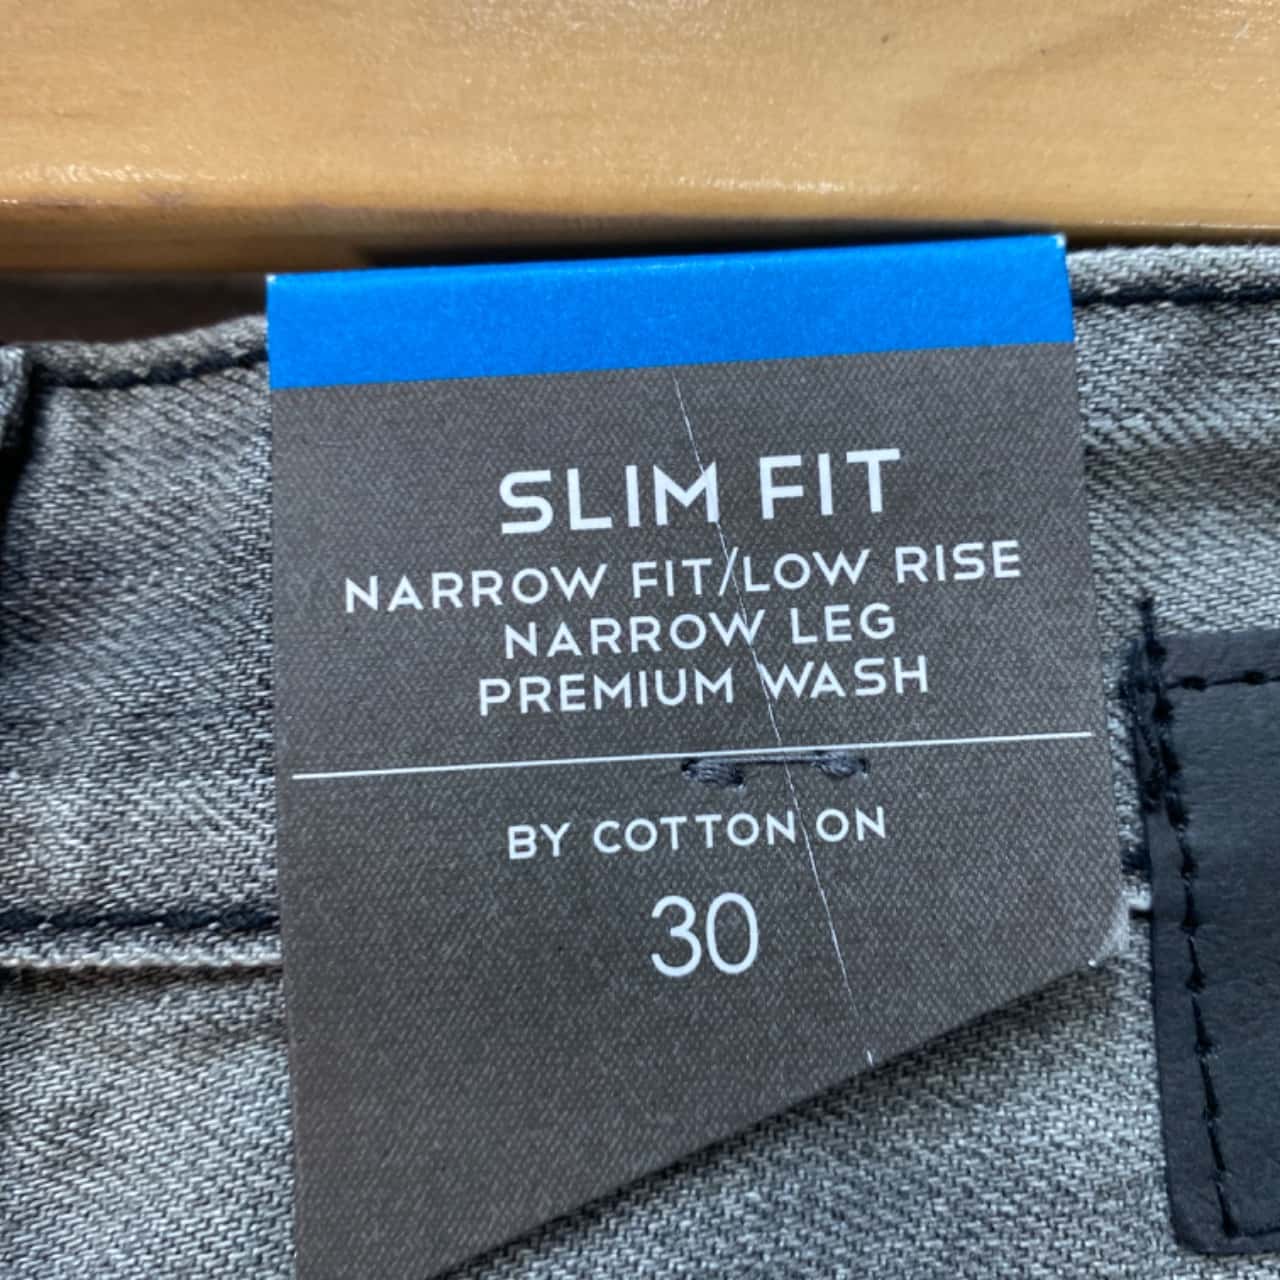 SLIM FIT
NARROW FIT/LOW RISE
NARROW LEG
PREMIUM WASH
BY COTTON ON
30